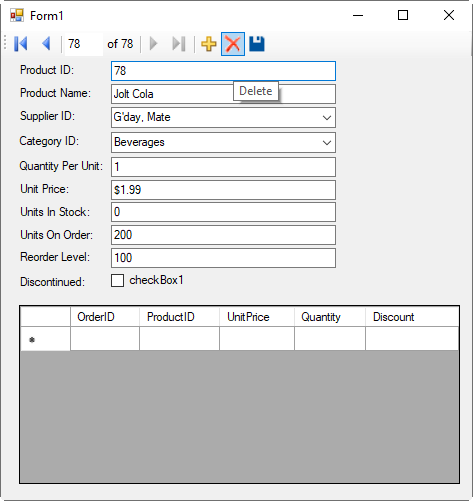 Form1
78 of 78
Product ID: 78
Product Name: Jolt Cola
Delete
Supplier ID: G'day, Mate
Category ID: Beverages
Quantity Per Unit: 1
Unit Price: $1.99
Units In Stock: 0
Units On Order: 200
Reorder Level: 100
Discontinued: checkBox1
OrderID ProductID UnitPrice Quantity Discount
*